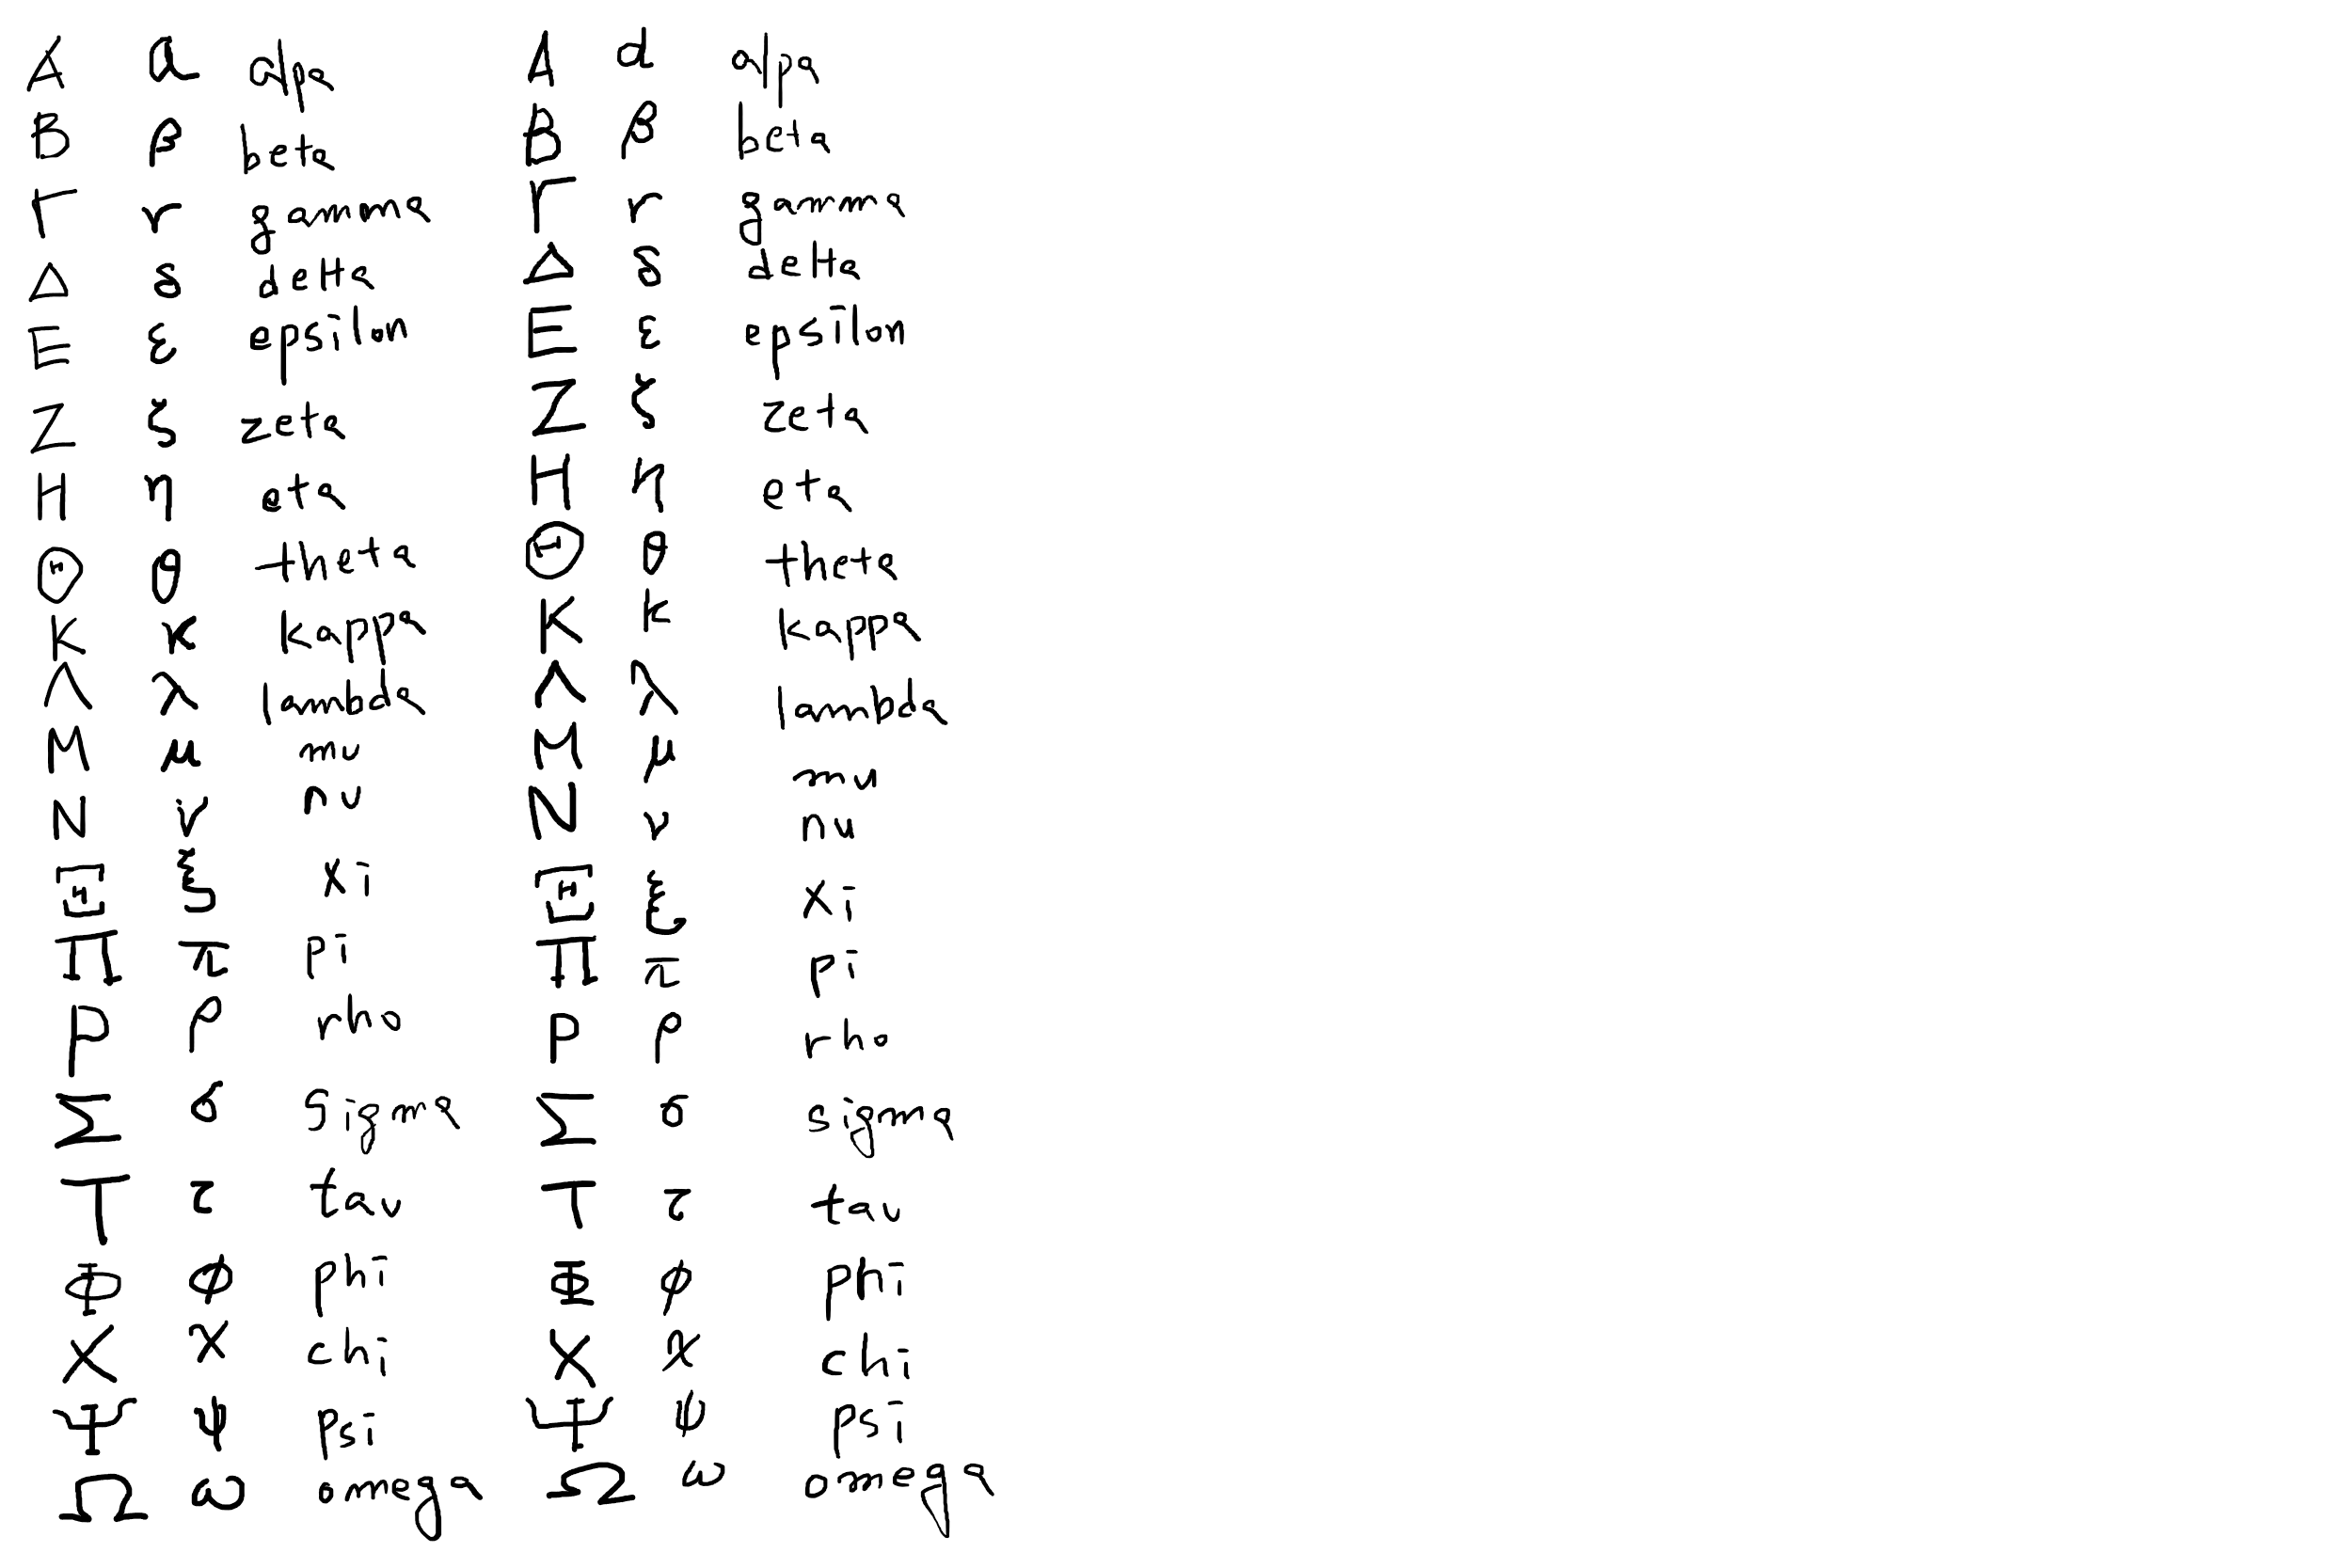 Α α alpa Α α alpa
Β β beta Β β beta
Γ γ gamma Γ γ gamma
Δ δ delta Δ δ delta
Ε ε epsilon Ε ε epsilon
Ζ ζ zeta Ζ ζ zeta
Η η eta Η η eta
Θ θ theta Θ θ theta
Κ κ kappa Κ κ kappa
Λ λ lambda Λ λ lambda
Μ μ mu Μ μ mu
Ν ν nu Ν ν nu
Ξ ξ xi Ξ ξ xi
Π π pi Π π pi
Ρ ρ rho Ρ ρ rho
Σ σ sigma Σ σ sigma
Τ τ tau Τ τ tau
Φ φ phi Φ φ phi
Χ χ chi Χ χ chi
Ψ ψ psi Ψ ψ psi
Ω ω omega Ω ω omega